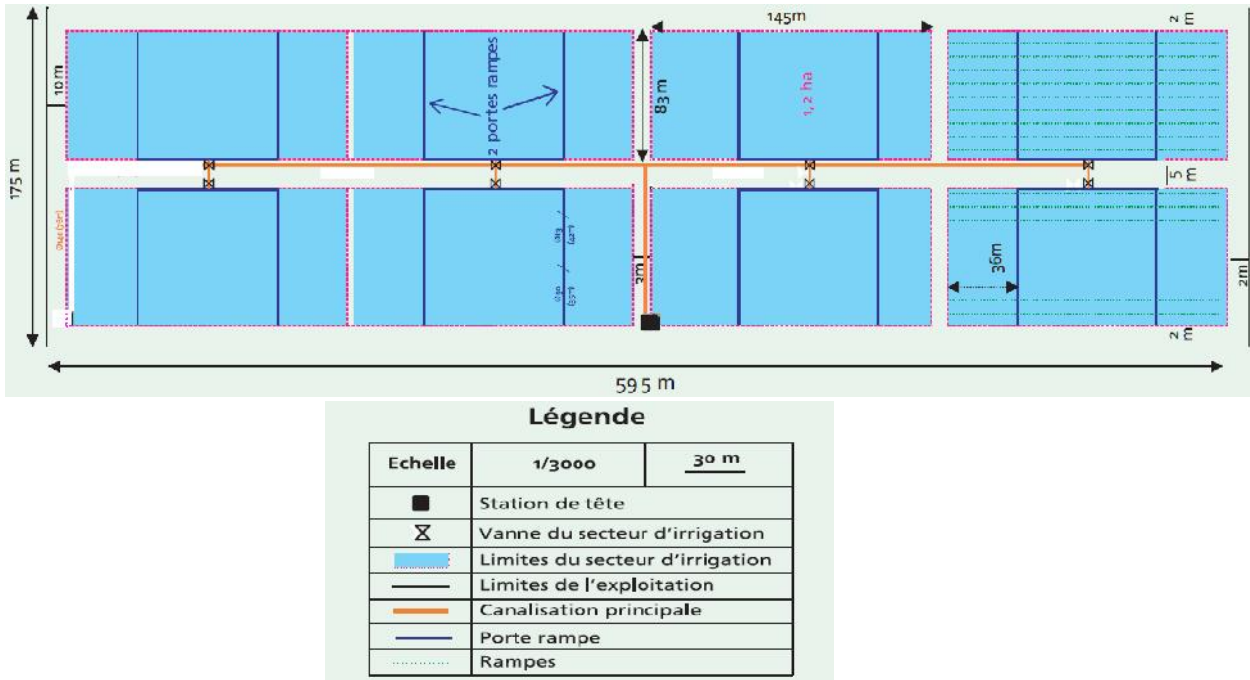 145m
2 m
10 m
2 portes rampes
83 m
1,2 ha
175 m
5 m
36m
3m
2m
2 m
595 m
Légende
Echelle 1/3000 30 m
Station de tête
Vanne du secteur d'irrigation
Limites du secteur d'irrigation
Limites de l'exploitation
Canalisation principale
Porte rampe
Rampes